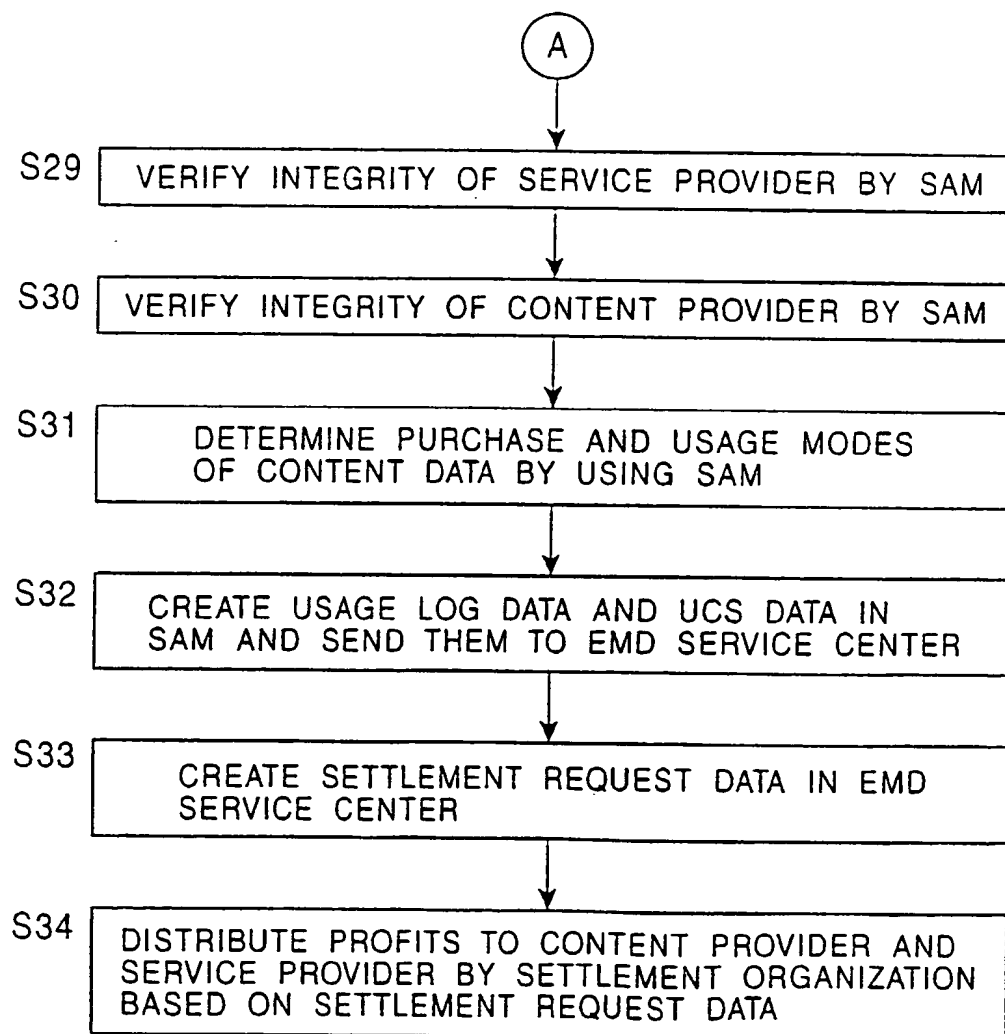 A
S29
VERIFY INTEGRITY OF SERVICE PROVIDER BY SAM
S30
VERIFY INTEGRITY OF CONTENT PROVIDER BY SAM
S31
DETERMINE PURCHASE AND USAGE MODES
OF CONTENT DATA BY USING SAM
S32
CREATE USAGE LOG DATA AND UCS DATA IN
SAM AND SEND THEM TO EMD SERVICE CENTER
S33
CREATE SETTLEMENT REQUEST DATA IN EMD
SERVICE CENTER
S34
DISTRIBUTE PROFITS TO CONTENT PROVIDER AND
SERVICE PROVIDER BY SETTLEMENT ORGANIZATION
BASED ON SETTLEMENT REQUEST DATA